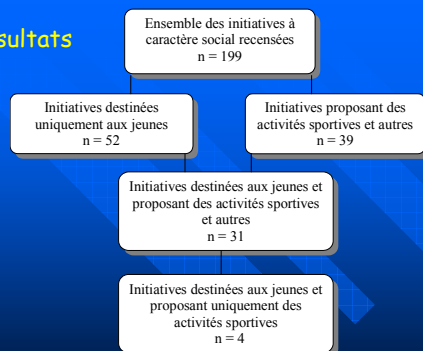 sultats
Ensemble des initiatives à
caractère social recensées
n = 199
Initiatives destinées
uniquement aux jeunes
n = 52
Initiatives proposant des
activités sportives et autres
n = 39
Initiatives destinées aux jeunes et
proposant des activités sportives
et autres
n = 31
Initiatives destinées aux jeunes et
proposant uniquement des
activités sportives
n = 4